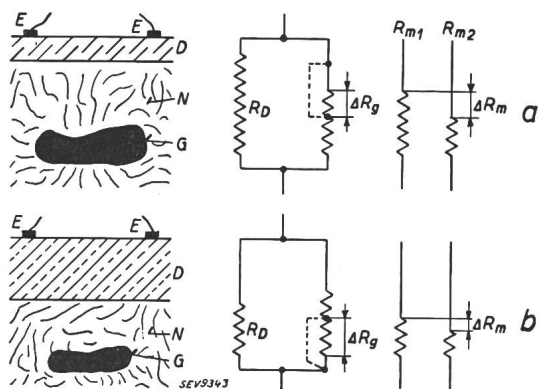 E E D N G
R_D ΔR_g
R_m1 R_m2 ΔR_m a
E E D N G
SEV9343
R_D ΔR_g
ΔR_m b